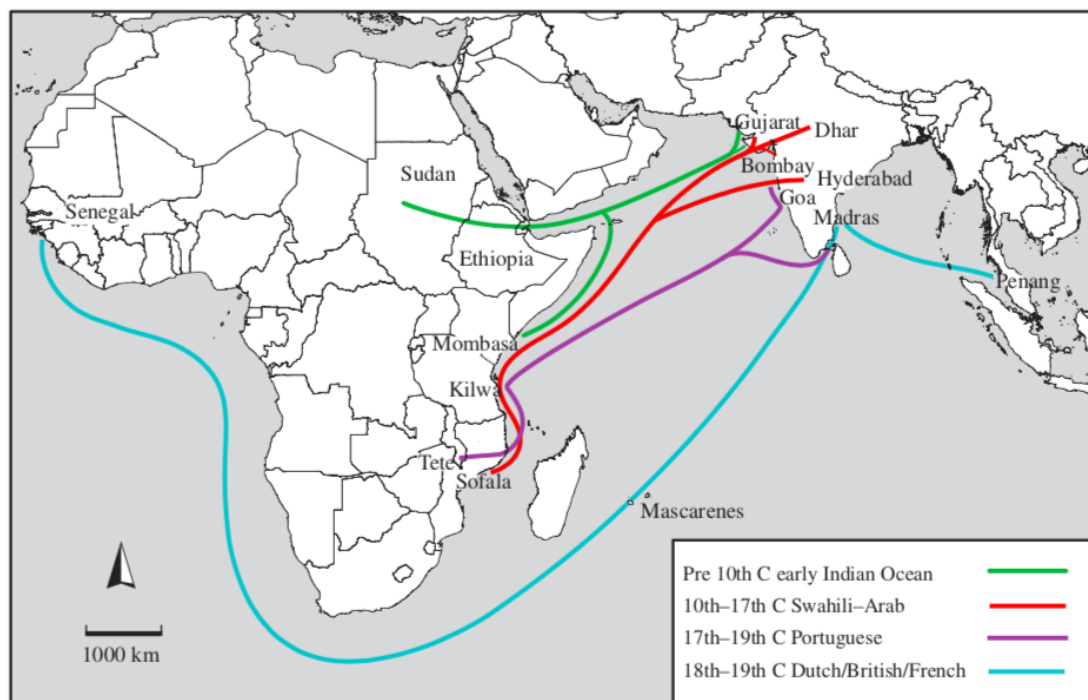 Gujarat
Dhar
Sudan
Bombay
Hyderabad
Goa
Senegal
Madras
Ethiopia
Penang
Mombasa
Kilwa
Tete
Sofala
Mascarenes
1000 km
Pre 10th C early Indian Ocean
10th–17th C Swahili–Arab
17th–19th C Portuguese
18th–19th C Dutch/British/French